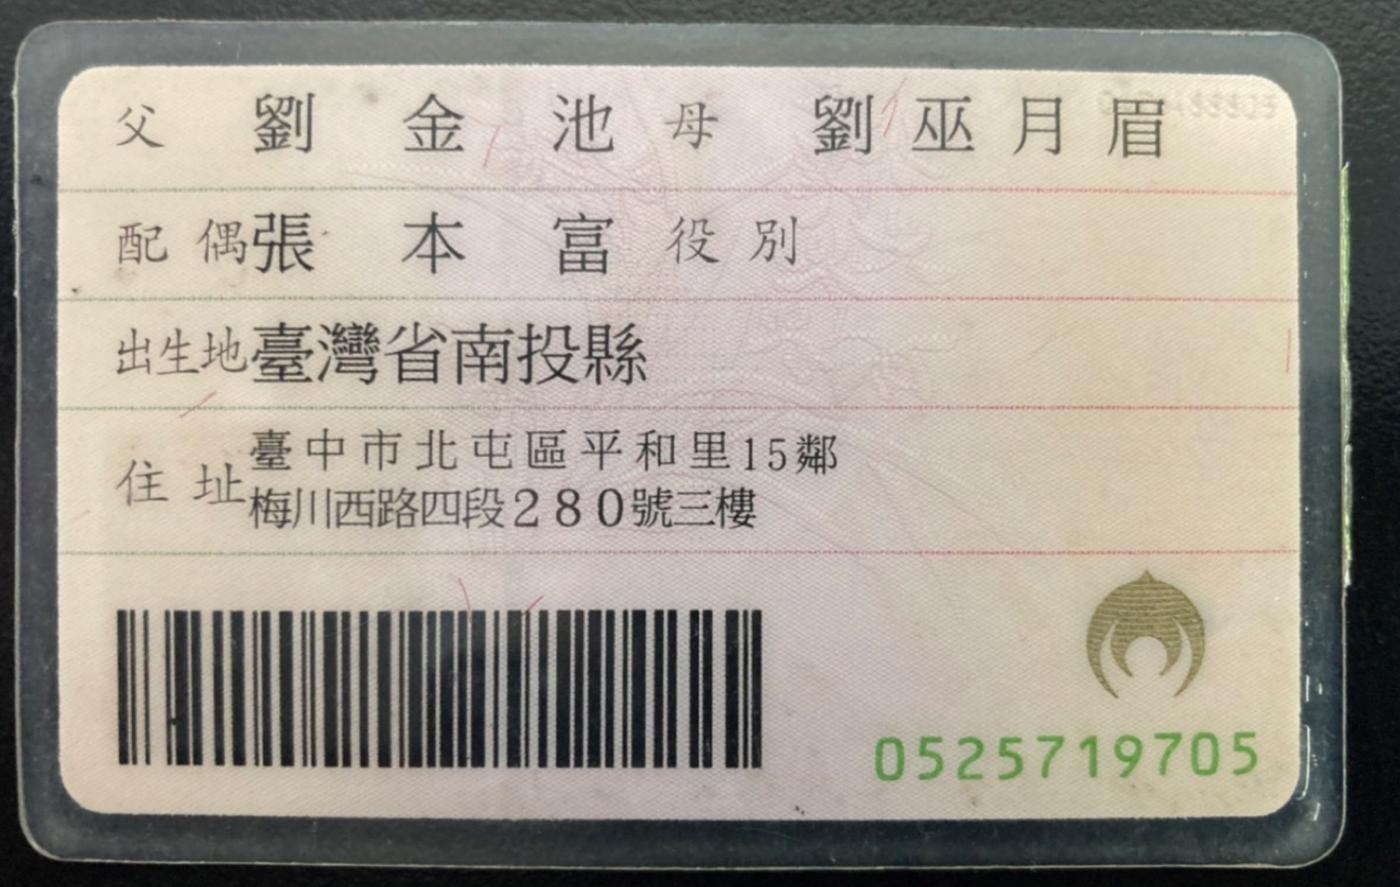 父 劉金池 母 劉巫月眉
配偶 張本富 役別
出生地 臺灣省南投縣
住址 臺中市北屯區平和里15鄰
梅川西路四段280號三樓
0525719705